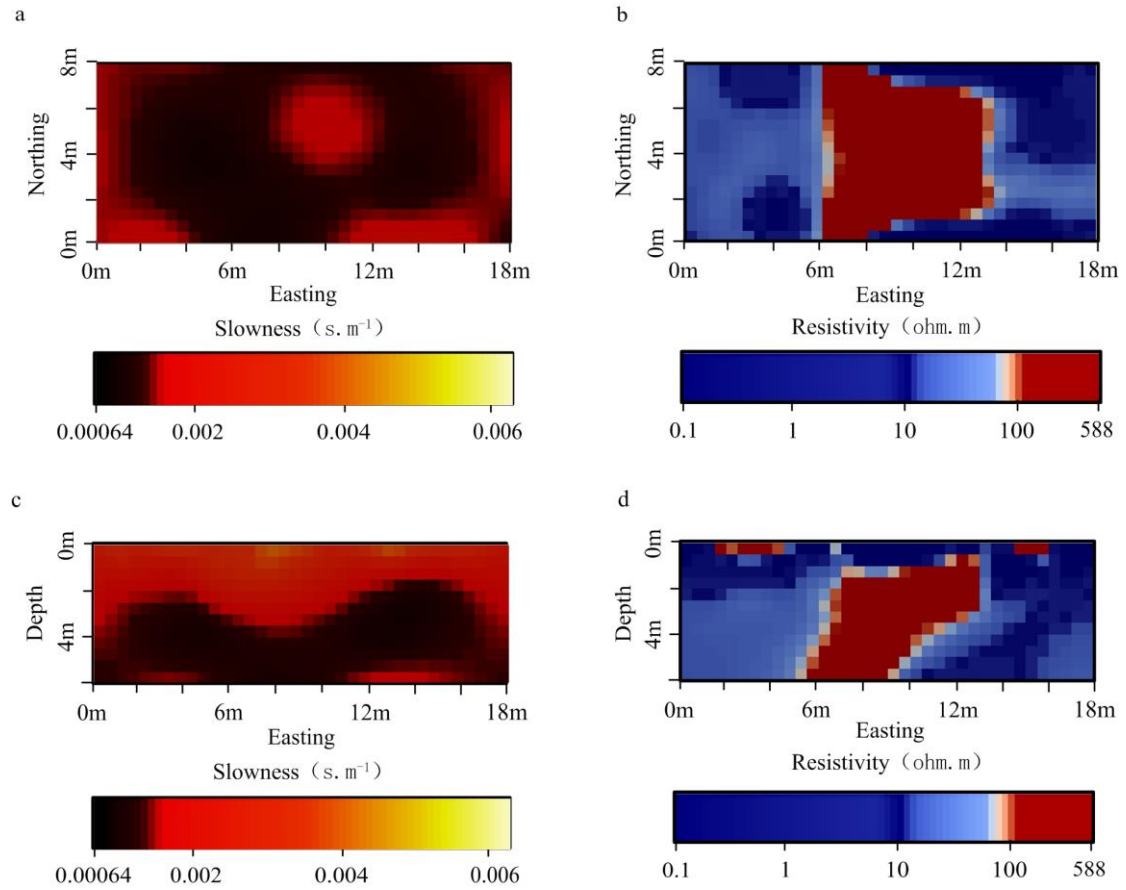 a
8m
4m
0m
Northing
0m 6m 12m 18m
Easting
Slowness（s.m⁻¹）
0.00064 0.002 0.004 0.006
b
8m
4m
0m
Northing
0m 6m 12m 18m
Easting
Resistivity（ohm.m）
0.1 1 10 100 588
c
0m
4m
Depth
0m 6m 12m 18m
Easting
Slowness（s.m⁻¹）
0.00064 0.002 0.004 0.006
d
0m
4m
Depth
0m 6m 12m 18m
Easting
Resistivity（ohm.m）
0.1 1 10 100 588